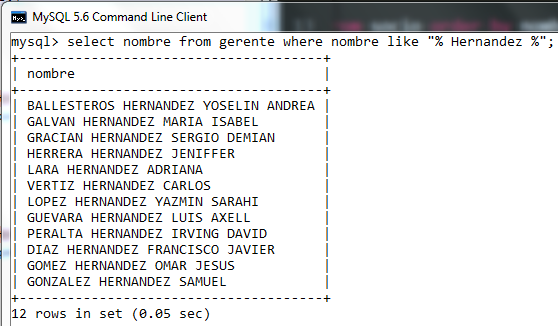 MySQL 5.6 Command Line Client
mysql> select nombre from gerente where nombre like "% Hernandez %";
+--------------------------------------+
| nombre |
+--------------------------------------+
| BALLESTEROS HERNANDEZ YOSELIN ANDREA |
| GALVAN HERNANDEZ MARIA ISABEL |
| GRACIAN HERNANDEZ SERGIO DEMIAN |
| HERRERA HERNANDEZ JENIFFER |
| LARA HERNANDEZ ADRIANA |
| VERTIZ HERNANDEZ CARLOS |
| LOPEZ HERNANDEZ YAZMIN SARAHI |
| GUEVARA HERNANDEZ LUIS AXELL |
| PERALTA HERNANDEZ IRVING DAVID |
| DIAZ HERNANDEZ FRANCISCO JAVIER |
| GOMEZ HERNANDEZ OMAR JESUS |
| GONZALEZ HERNANDEZ SAMUEL |
+--------------------------------------+
12 rows in set (0.05 sec)